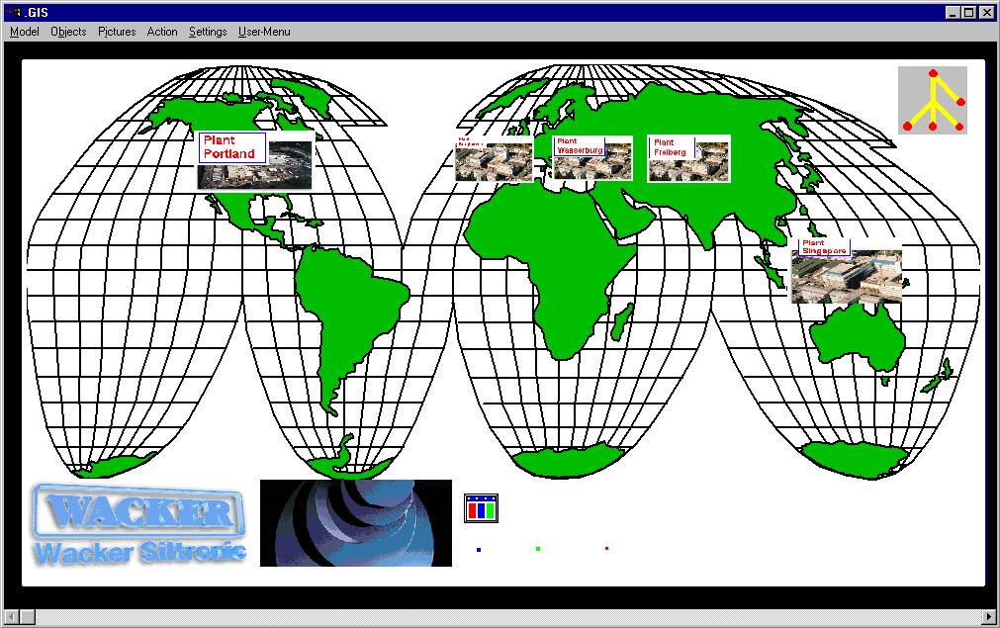 .GIS
Model Objects Pictures Action Settings User-Menu
Plant
Portland
Plant
Plant
Wasserburg
Plant
Freiberg
Plant
Singapore
WACKER
Wacker Siltronic